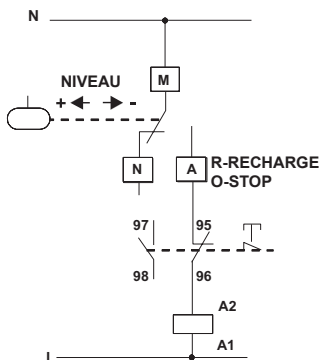 N
NIVEAU
M
+ -
N
A
R-RECHARGE
O-STOP
97
95
98
96
A2
A1
L